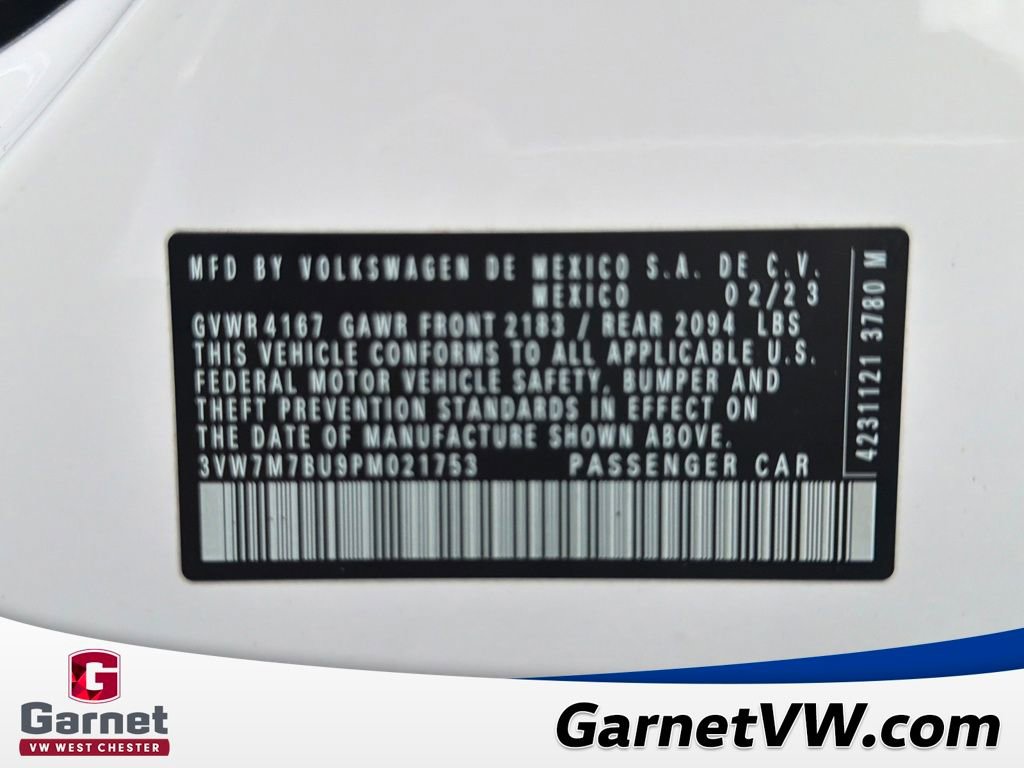 MFD BY VOLKSWAGEN DE MEXICO S.A. DE C.V.
MEXICO 02/23
GVWR 4167 GAWR FRONT 2183 / REAR 2094 LBS
THIS VEHICLE CONFORMS TO ALL APPLICABLE U.S.
FEDERAL MOTOR VEHICLE SAFETY, BUMPER AND
THEFT PREVENTION STANDARDS IN EFFECT ON
THE DATE OF MANUFACTURE SHOWN ABOVE.
3VW7M7BU9PM021753 PASSENGER CAR
42311121 3780 M
G
Garnet
VW WEST CHESTER
GarnetVW.com